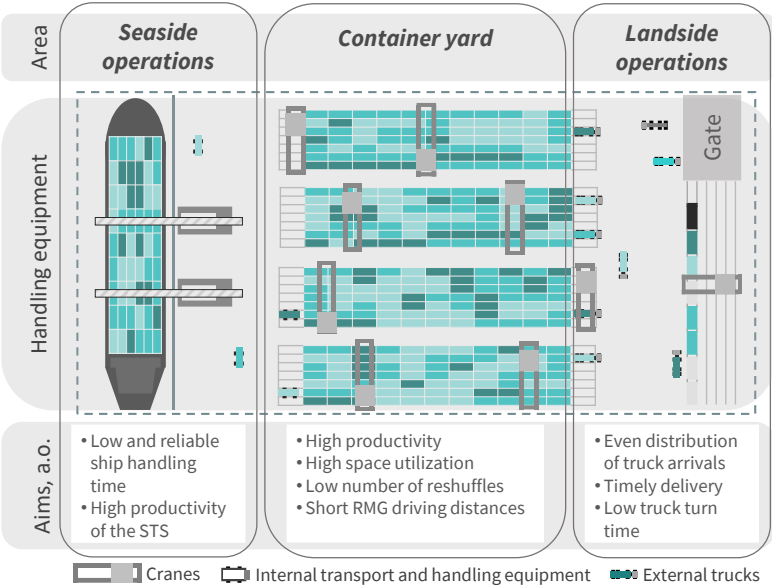 Area
Seaside
operations
Container yard
Landside
operations
Handling equipment
Gate
Aims, a.o.
• Low and reliable
ship handling
time
• High productivity
of the STS
• High productivity
• High space utilization
• Low number of reshuffles
• Short RMG driving distances
• Even distribution
of truck arrivals
• Timely delivery
• Low truck turn
time
Cranes
Internal transport and handling equipment
External trucks